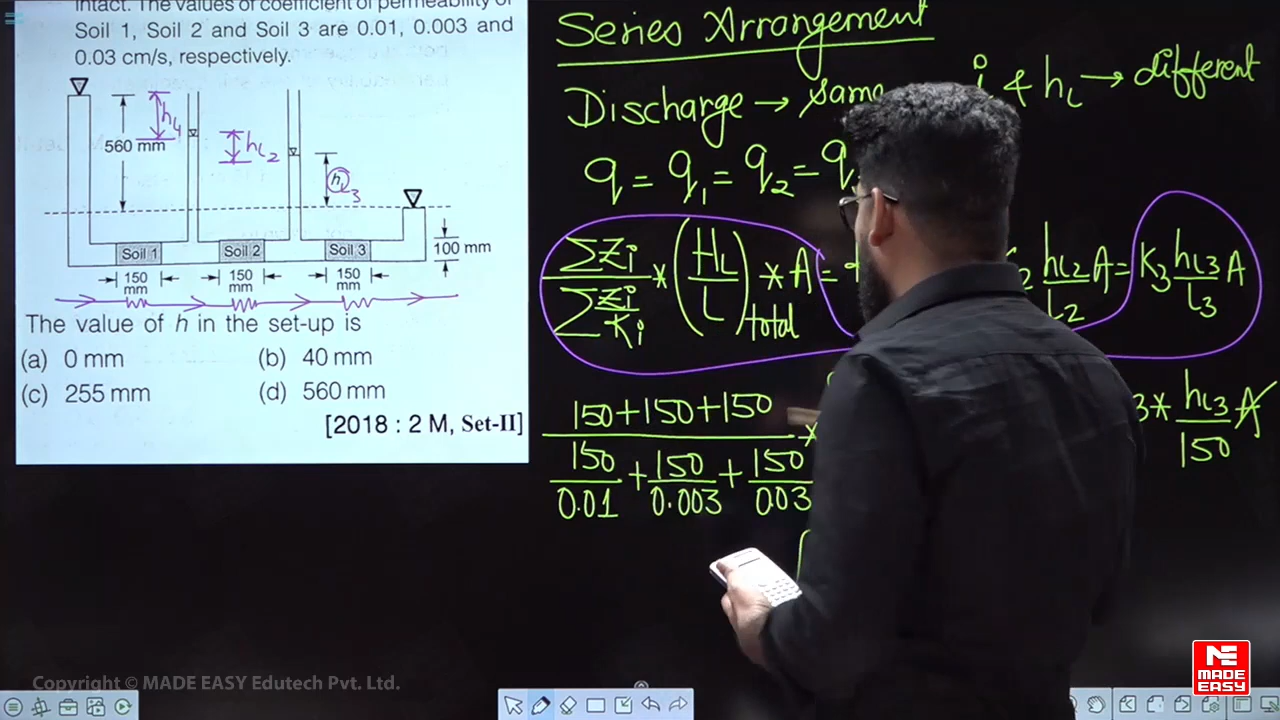 intact. The values of coefficient of permeability of
Soil 1, Soil 2 and Soil 3 are 0.01, 0.003 and
0.03 cm/s, respectively.
560 mm
hL
hL2
hL3
Soil 1
Soil 2
Soil 3
100 mm
150 mm
150 mm
150 mm
The value of h in the set-up is
(a) 0 mm (b) 40 mm
(c) 255 mm (d) 560 mm
[2018 : 2 M, Set-II]
Series Arrangement
Discharge → same i & hL → different
q = q1 = q2 = q
ΣZi / Σ Zi/Ki * (HL/L)total * A = hL2/L2 A = K3 hL3/L3 A
150+150+150 / 150/0.01 + 150/0.003 + 150/0.03 * 3 * hL3/150 A
Copyright © MADE EASY Edutech Pvt. Ltd.
ME
MADE
EASY